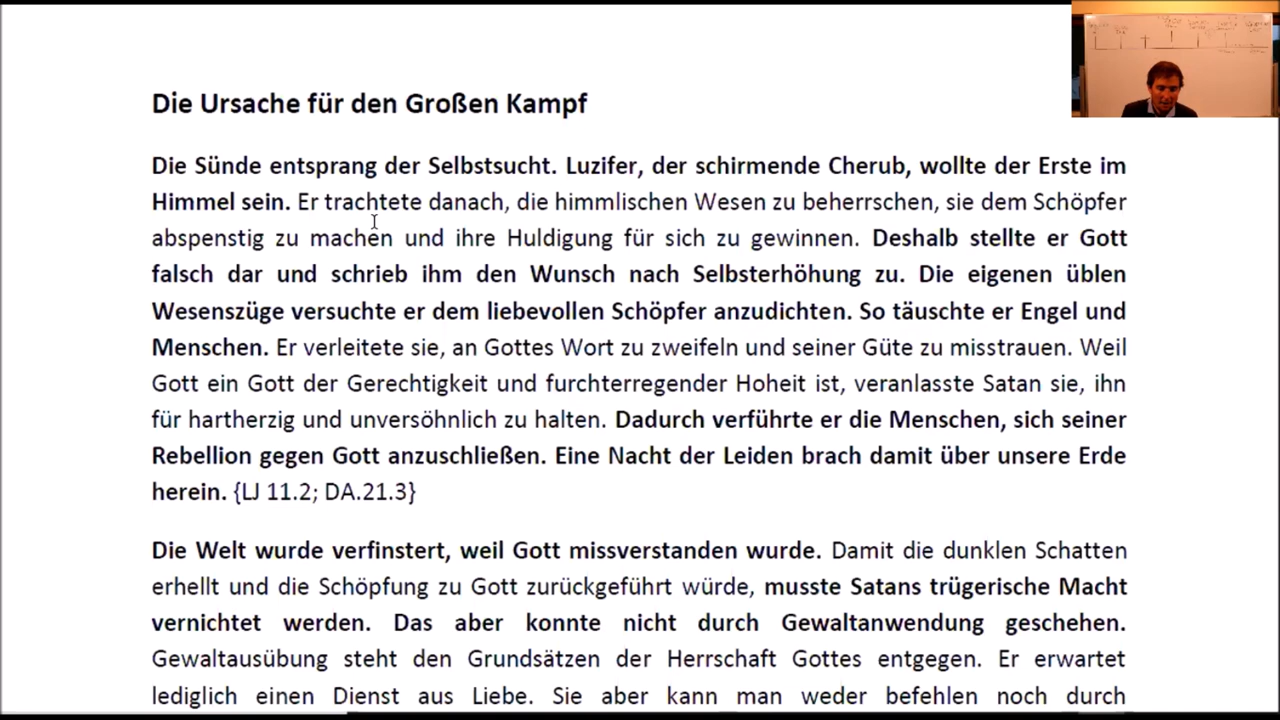 Die Ursache für den Großen Kampf
Die Sünde entsprang der Selbstsucht. Luzifer, der schirmende Cherub, wollte der Erste im
Himmel sein. Er trachtete danach, die himmlischen Wesen zu beherrschen, sie dem Schöpfer
abspenstig zu machen und ihre Huldigung für sich zu gewinnen. Deshalb stellte er Gott
falsch dar und schrieb ihm den Wunsch nach Selbsterhöhung zu. Die eigenen üblen
Wesenszüge versuchte er dem liebevollen Schöpfer anzudichten. So täuschte er Engel und
Menschen. Er verleitete sie, an Gottes Wort zu zweifeln und seiner Güte zu misstrauen. Weil
Gott ein Gott der Gerechtigkeit und furchterregender Hoheit ist, veranlasste Satan sie, ihn
für hartherzig und unversöhnlich zu halten. Dadurch verführte er die Menschen, sich seiner
Rebellion gegen Gott anzuschließen. Eine Nacht der Leiden brach damit über unsere Erde
herein. {LJ 11.2; DA.21.3}
Die Welt wurde verfinstert, weil Gott missverstanden wurde. Damit die dunklen Schatten
erhellt und die Schöpfung zu Gott zurückgeführt würde, musste Satans trügerische Macht
vernichtet werden. Das aber konnte nicht durch Gewaltanwendung geschehen.
Gewaltausübung steht den Grundsätzen der Herrschaft Gottes entgegen. Er erwartet
lediglich einen Dienst aus Liebe. Sie aber kann man weder befehlen noch durch